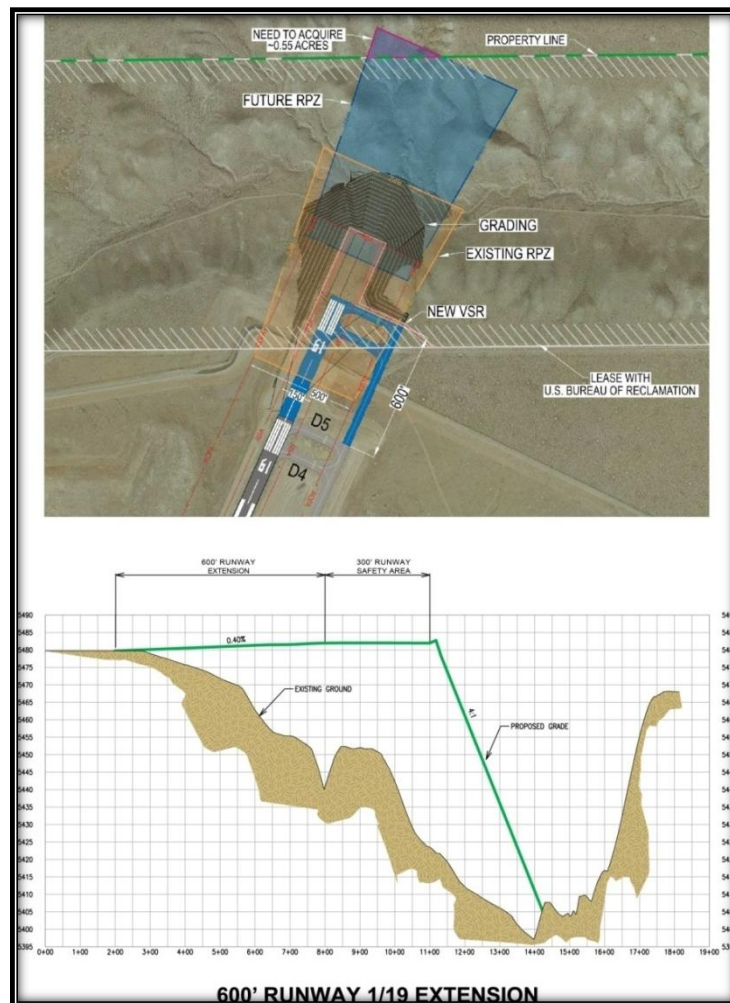 NEED TO ACQUIRE
~0.55 ACRES
PROPERTY LINE
FUTURE RPZ
GRADING
EXISTING RPZ
NEW VSR
19
LEASE WITH
U.S. BUREAU OF RECLAMATION
150'
500'
600'
D5
19
D4
600' RUNWAY
EXTENSION
300' RUNWAY
SAFETY AREA
5490
5485
0.40%
5480
EXISTING GROUND
4:1
5470
5460
PROPOSED GRADE
5455
5445
5440
5435
5425
5420
5415
5405
5400
5395
0+00 1+00 2+00 3+00 4+00 5+00 6+00 7+00 8+00 9+00 10+00 11+00 12+00 13+00 14+00 15+00 16+00 17+00 18+00 19+00
600' RUNWAY 1/19 EXTENSION